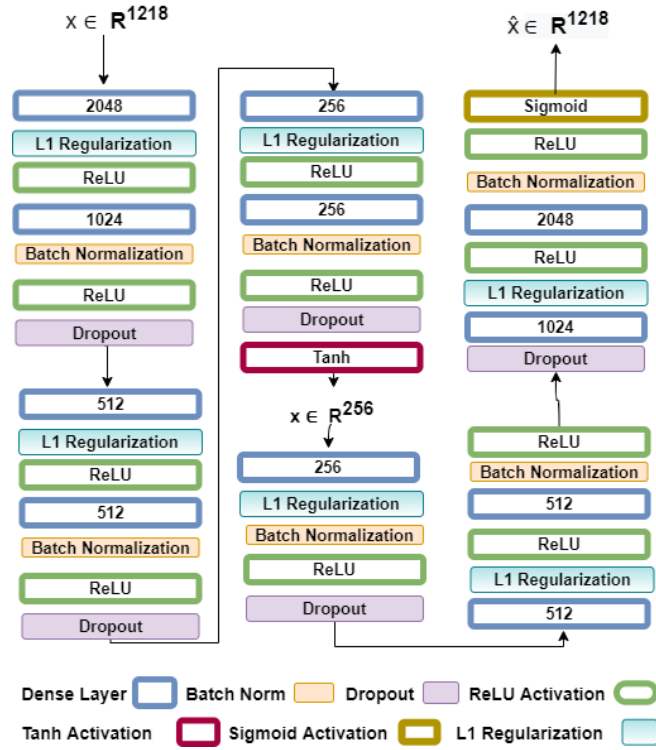 x ∈ R^1218
2048
L1 Regularization
ReLU
1024
Batch Normalization
ReLU
Dropout
512
L1 Regularization
ReLU
512
Batch Normalization
ReLU
Dropout
256
L1 Regularization
ReLU
256
Batch Normalization
ReLU
Dropout
Tanh
x ∈ R^256
256
L1 Regularization
Batch Normalization
ReLU
Dropout
x̂ ∈ R^1218
Sigmoid
ReLU
Batch Normalization
2048
ReLU
L1 Regularization
1024
Dropout
ReLU
Batch Normalization
512
ReLU
L1 Regularization
512
Dense Layer Batch Norm Dropout ReLU Activation
Tanh Activation Sigmoid Activation L1 Regularization